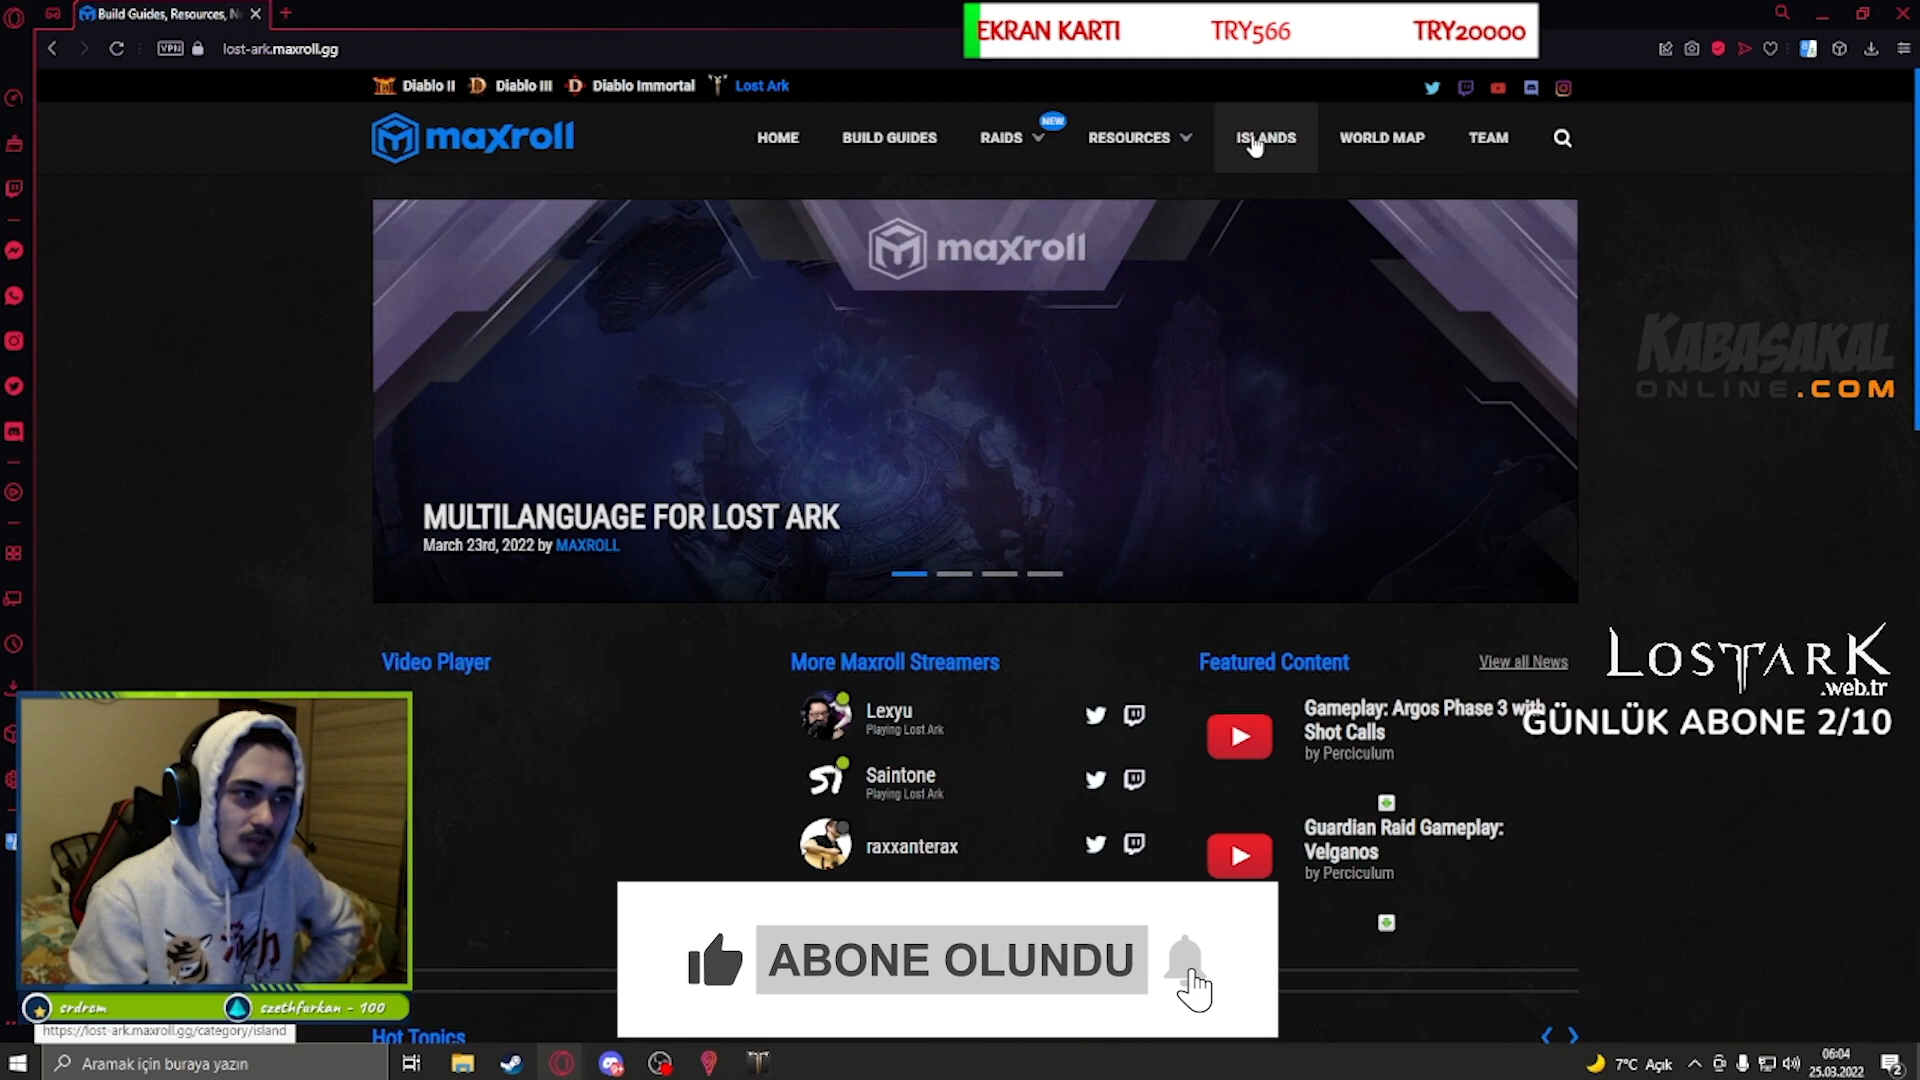 Build Guides, Resources, N
EKRAN KARTI TRY566 TRY20000
VPN
lost-ark.maxroll.gg
Diablo II
Diablo III
Diablo Immortal
Lost Ark
maxroll
HOME
BUILD GUIDES
RAIDS
NEW
RESOURCES
ISLANDS
WORLD MAP
TEAM
maxroll
KABASAKAL
ONLINE.COM
MULTILANGUAGE FOR LOST ARK
March 23rd, 2022 by MAXROLL
Video Player
More Maxroll Streamers
Featured Content
View all News
LOST ARK
.web.tr
GÜNLÜK ABONE 2/10
Lexyu
Playing Lost Ark
Saintone
Playing Lost Ark
raxxanterax
Gameplay: Argos Phase 3 with
Shot Calls
by Perciculum
Guardian Raid Gameplay:
Velganos
by Perciculum
ABONE OLUNDU
srdrcm
szethfurkan - 100
https://lost-ark.maxroll.gg/category/island
Hot Topics
Aramak için buraya yazın
7°C Açık
06:04
25.03.2022
2